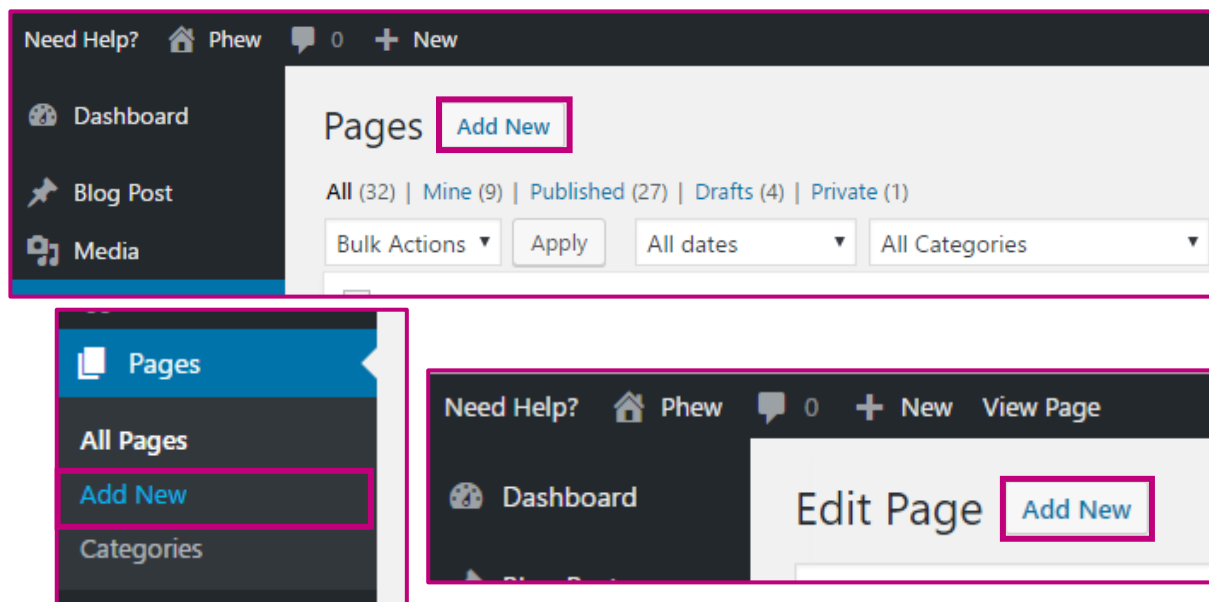 Need Help? Phew 0 + New
Dashboard
Pages Add New
Blog Post
All (32) | Mine (9) | Published (27) | Drafts (4) | Private (1)
Media
Bulk Actions Apply All dates All Categories
Pages
All Pages
Add New
Categories
Need Help? Phew 0 + New View Page
Dashboard
Edit Page Add New